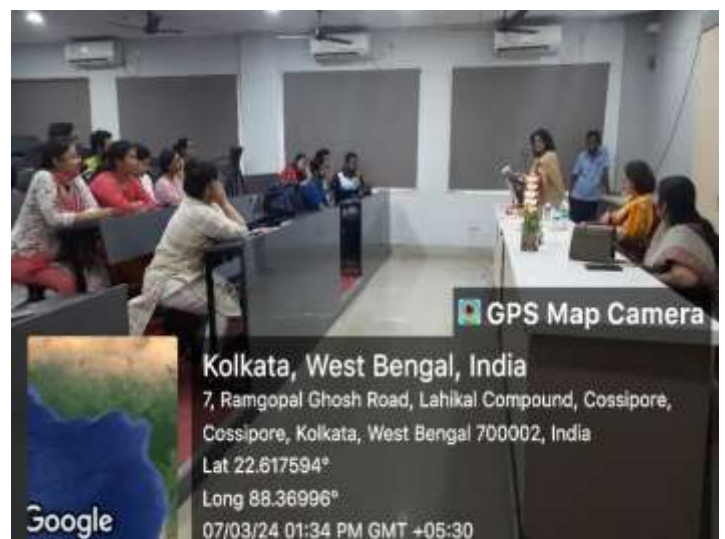 GPS Map Camera
Kolkata, West Bengal, India
7, Ramgopal Ghosh Road, Lahikal Compound, Cossipore,
Cossipore, Kolkata, West Bengal 700002, India
Lat 22.617594°
Long 88.36996°
07/03/24 01:34 PM GMT +05:30
Google